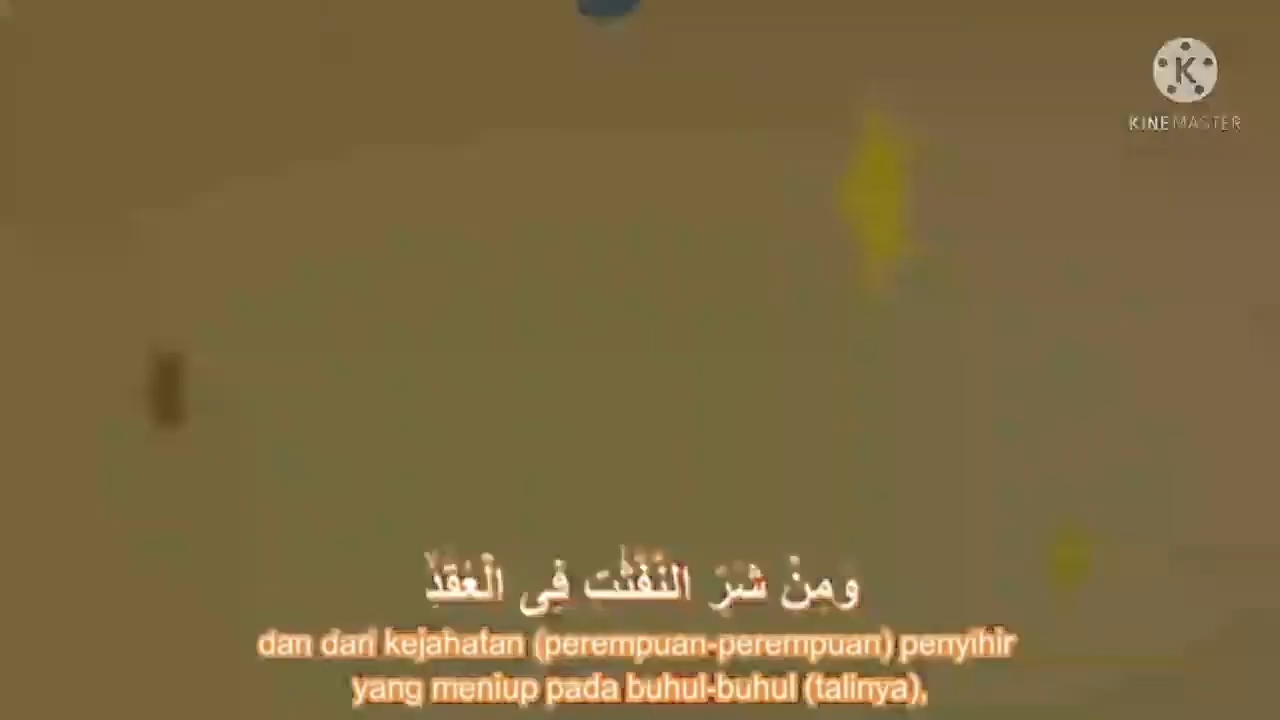 KINEMASTER
وَمِنْ شَرِّ النَّفّٰثٰتِ فِى الْعُقَدِۙ
dan dari kejahatan (perempuan-perempuan) penyihir
yang meniup pada buhul-buhul (talinya),